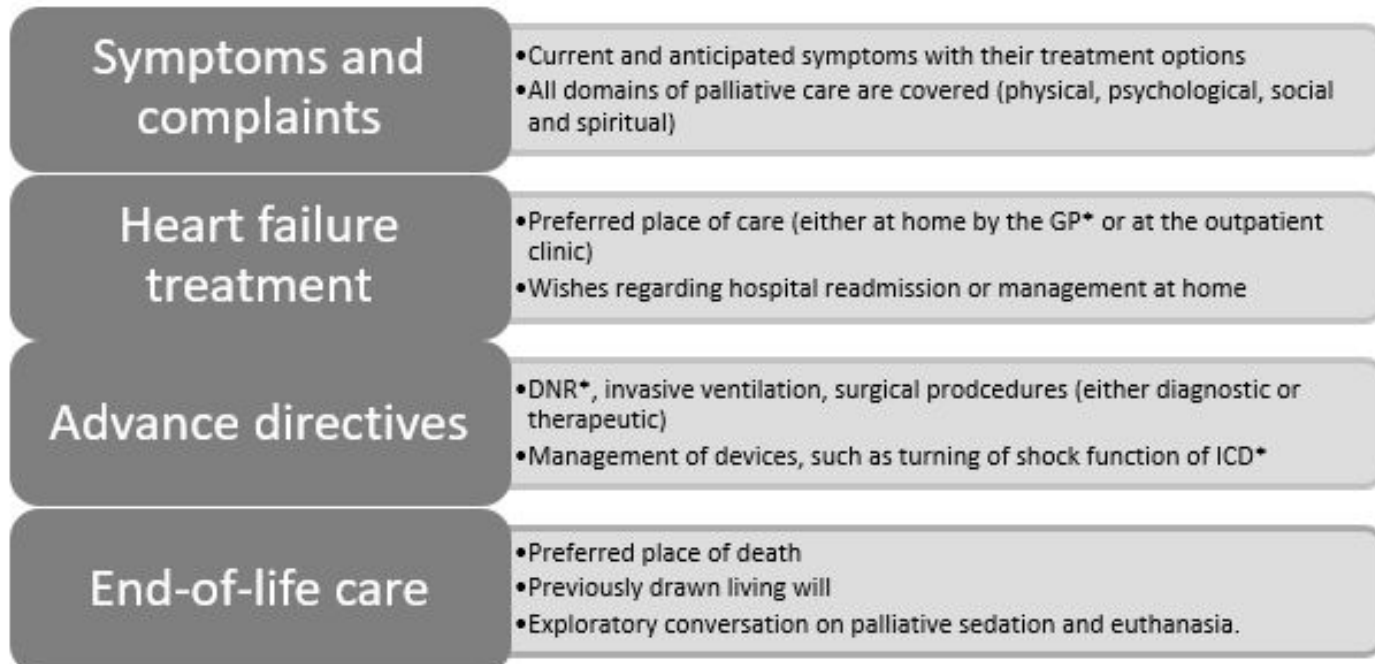 Symptoms and
complaints
•Current and anticipated symptoms with their treatment options
•All domains of palliative care are covered (physical, psychological, social
and spiritual)
Heart failure
treatment
•Preferred place of care (either at home by the GP* or at the outpatient
clinic)
•Wishes regarding hospital readmission or management at home
Advance directives
•DNR*, invasive ventilation, surgical prodcedures (either diagnostic or
therapeutic)
•Management of devices, such as turning of shock function of ICD*
End-of-life care
•Preferred place of death
•Previously drawn living will
•Exploratory conversation on palliative sedation and euthanasia.